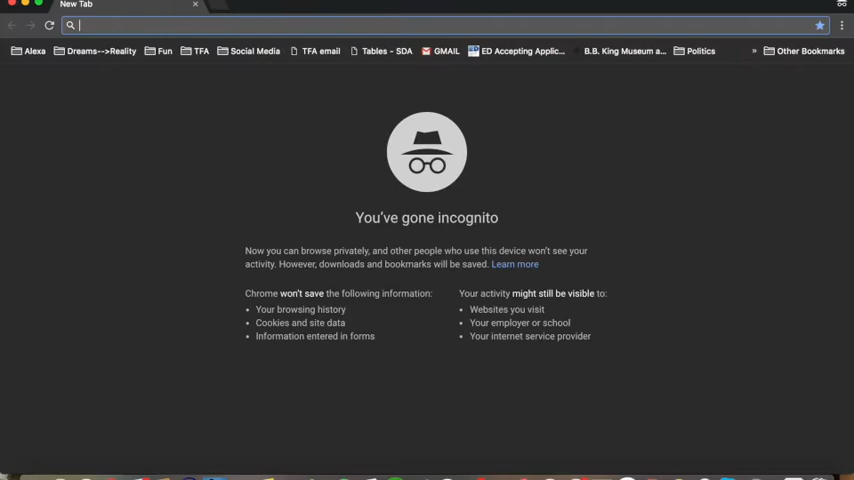 New Tab
Alexa Dreams-->Reality Fun TFA Social Media TFA email Tables - SDA GMAIL ED Accepting Applic... B.B. King Museum a... Politics » Other Bookmarks
You've gone incognito
Now you can browse privately, and other people who use this device won't see your
activity. However, downloads and bookmarks will be saved. Learn more
Chrome won't save the following information:
• Your browsing history
• Cookies and site data
• Information entered in forms
Your activity might still be visible to:
• Websites you visit
• Your employer or school
• Your internet service provider